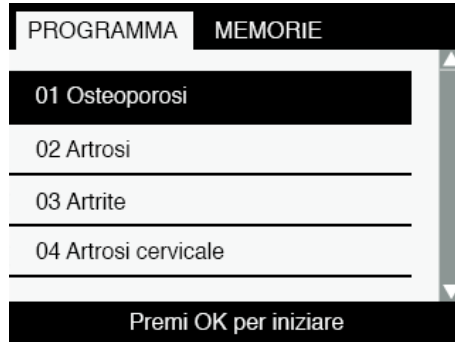 PROGRAMMA MEMORIE
01 Osteoporosi
02 Artrosi
03 Artrite
04 Artrosi cervicale
Premi OK per iniziare